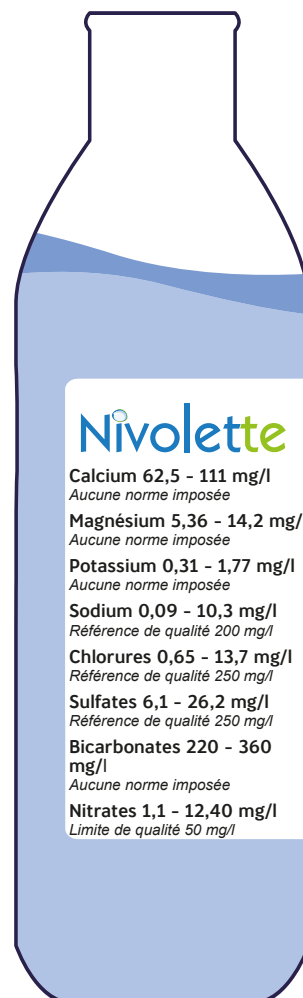 Nivolette
Calcium 62,5 - 111 mg/l
Aucune norme imposée
Magnésium 5,36 - 14,2 mg/
Aucune norme imposée
Potassium 0,31 - 1,77 mg/l
Aucune norme imposée
Sodium 0,09 - 10,3 mg/l
Référence de qualité 200 mg/l
Chlorures 0,65 - 13,7 mg/l
Référence de qualité 250 mg/l
Sulfates 6,1 - 26,2 mg/l
Référence de qualité 250 mg/l
Bicarbonates 220 - 360
mg/l
Aucune norme imposée
Nitrates 1,1 - 12,40 mg/l
Limite de qualité 50 mg/l